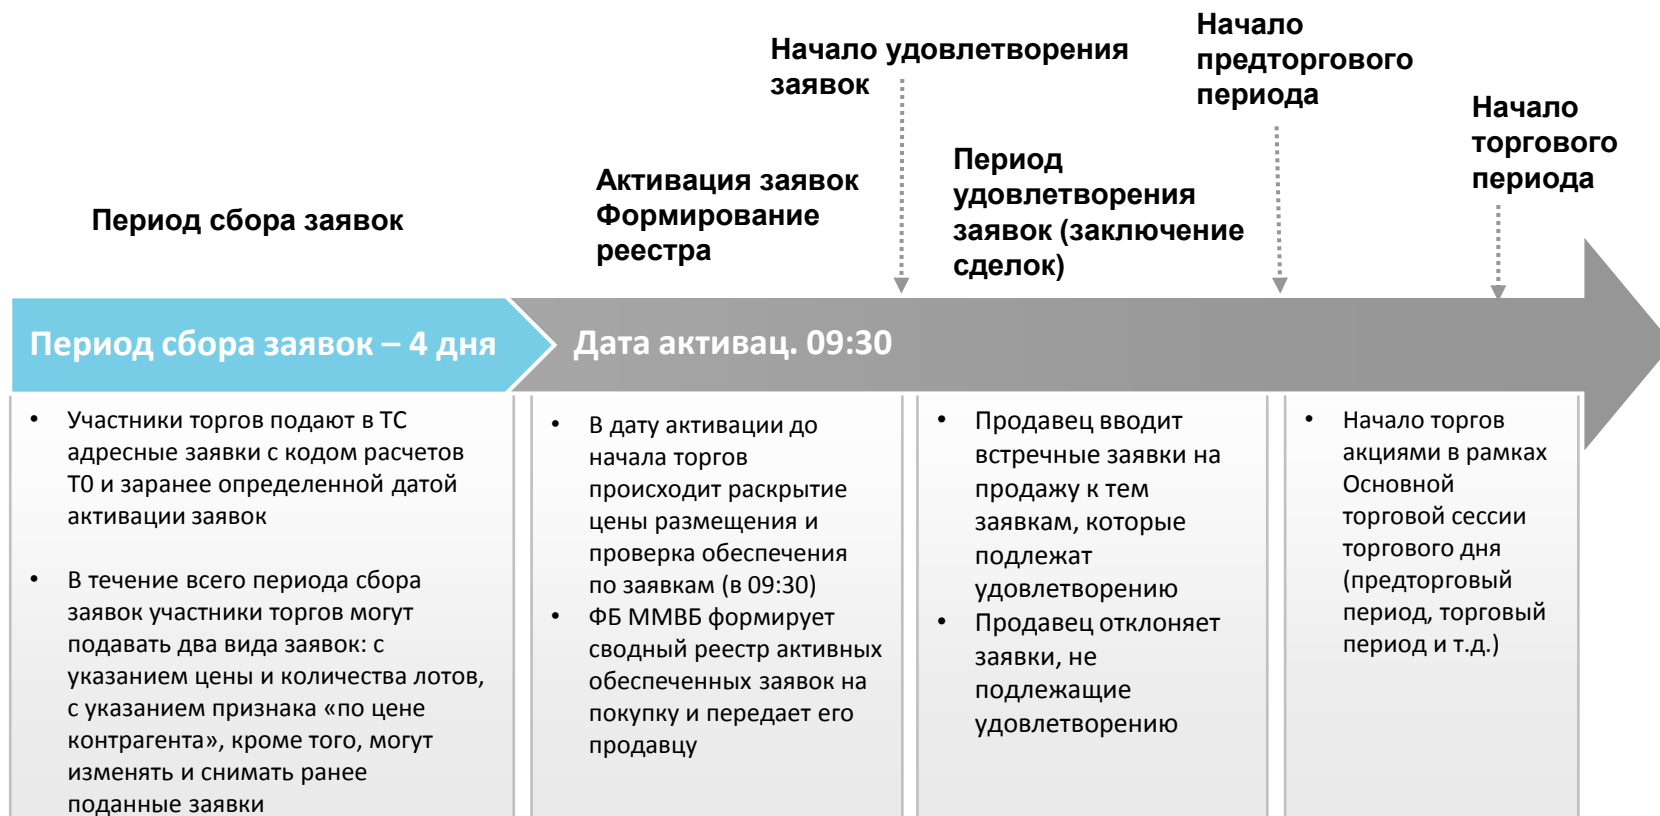 Начало удовлетворения
заявок
Начало
предторгового
периода
Начало
торгового
периода
Период сбора заявок
Активация заявок
Формирование
реестра
Период
удовлетворения
заявок (заключение
сделок)
Период сбора заявок – 4 дня
Дата активац. 09:30
• Участники торгов подают в ТС
адресные заявки с кодом расчетов
Т0 и заранее определенной датой
активации заявок
• В течение всего периода сбора
заявок участники торгов могут
подавать два вида заявок: с
указанием цены и количества лотов,
с указанием признака «по цене
контрагента», кроме того, могут
изменять и снимать ранее
поданные заявки
• В дату активации до
начала торгов
происходит раскрытие
цены размещения и
проверка обеспечения
по заявкам (в 09:30)
• ФБ ММВБ формирует
сводный реестр активных
обеспеченных заявок на
покупку и передает его
продавцу
• Продавец вводит
встречные заявки на
продажу к тем
заявкам, которые
подлежат
удовлетворению
• Продавец отклоняет
заявки, не
подлежащие
удовлетворению
• Начало торгов
акциями в рамках
Основной
торговой сессии
торгового дня
(предторговый
период, торговый
период и т.д.)